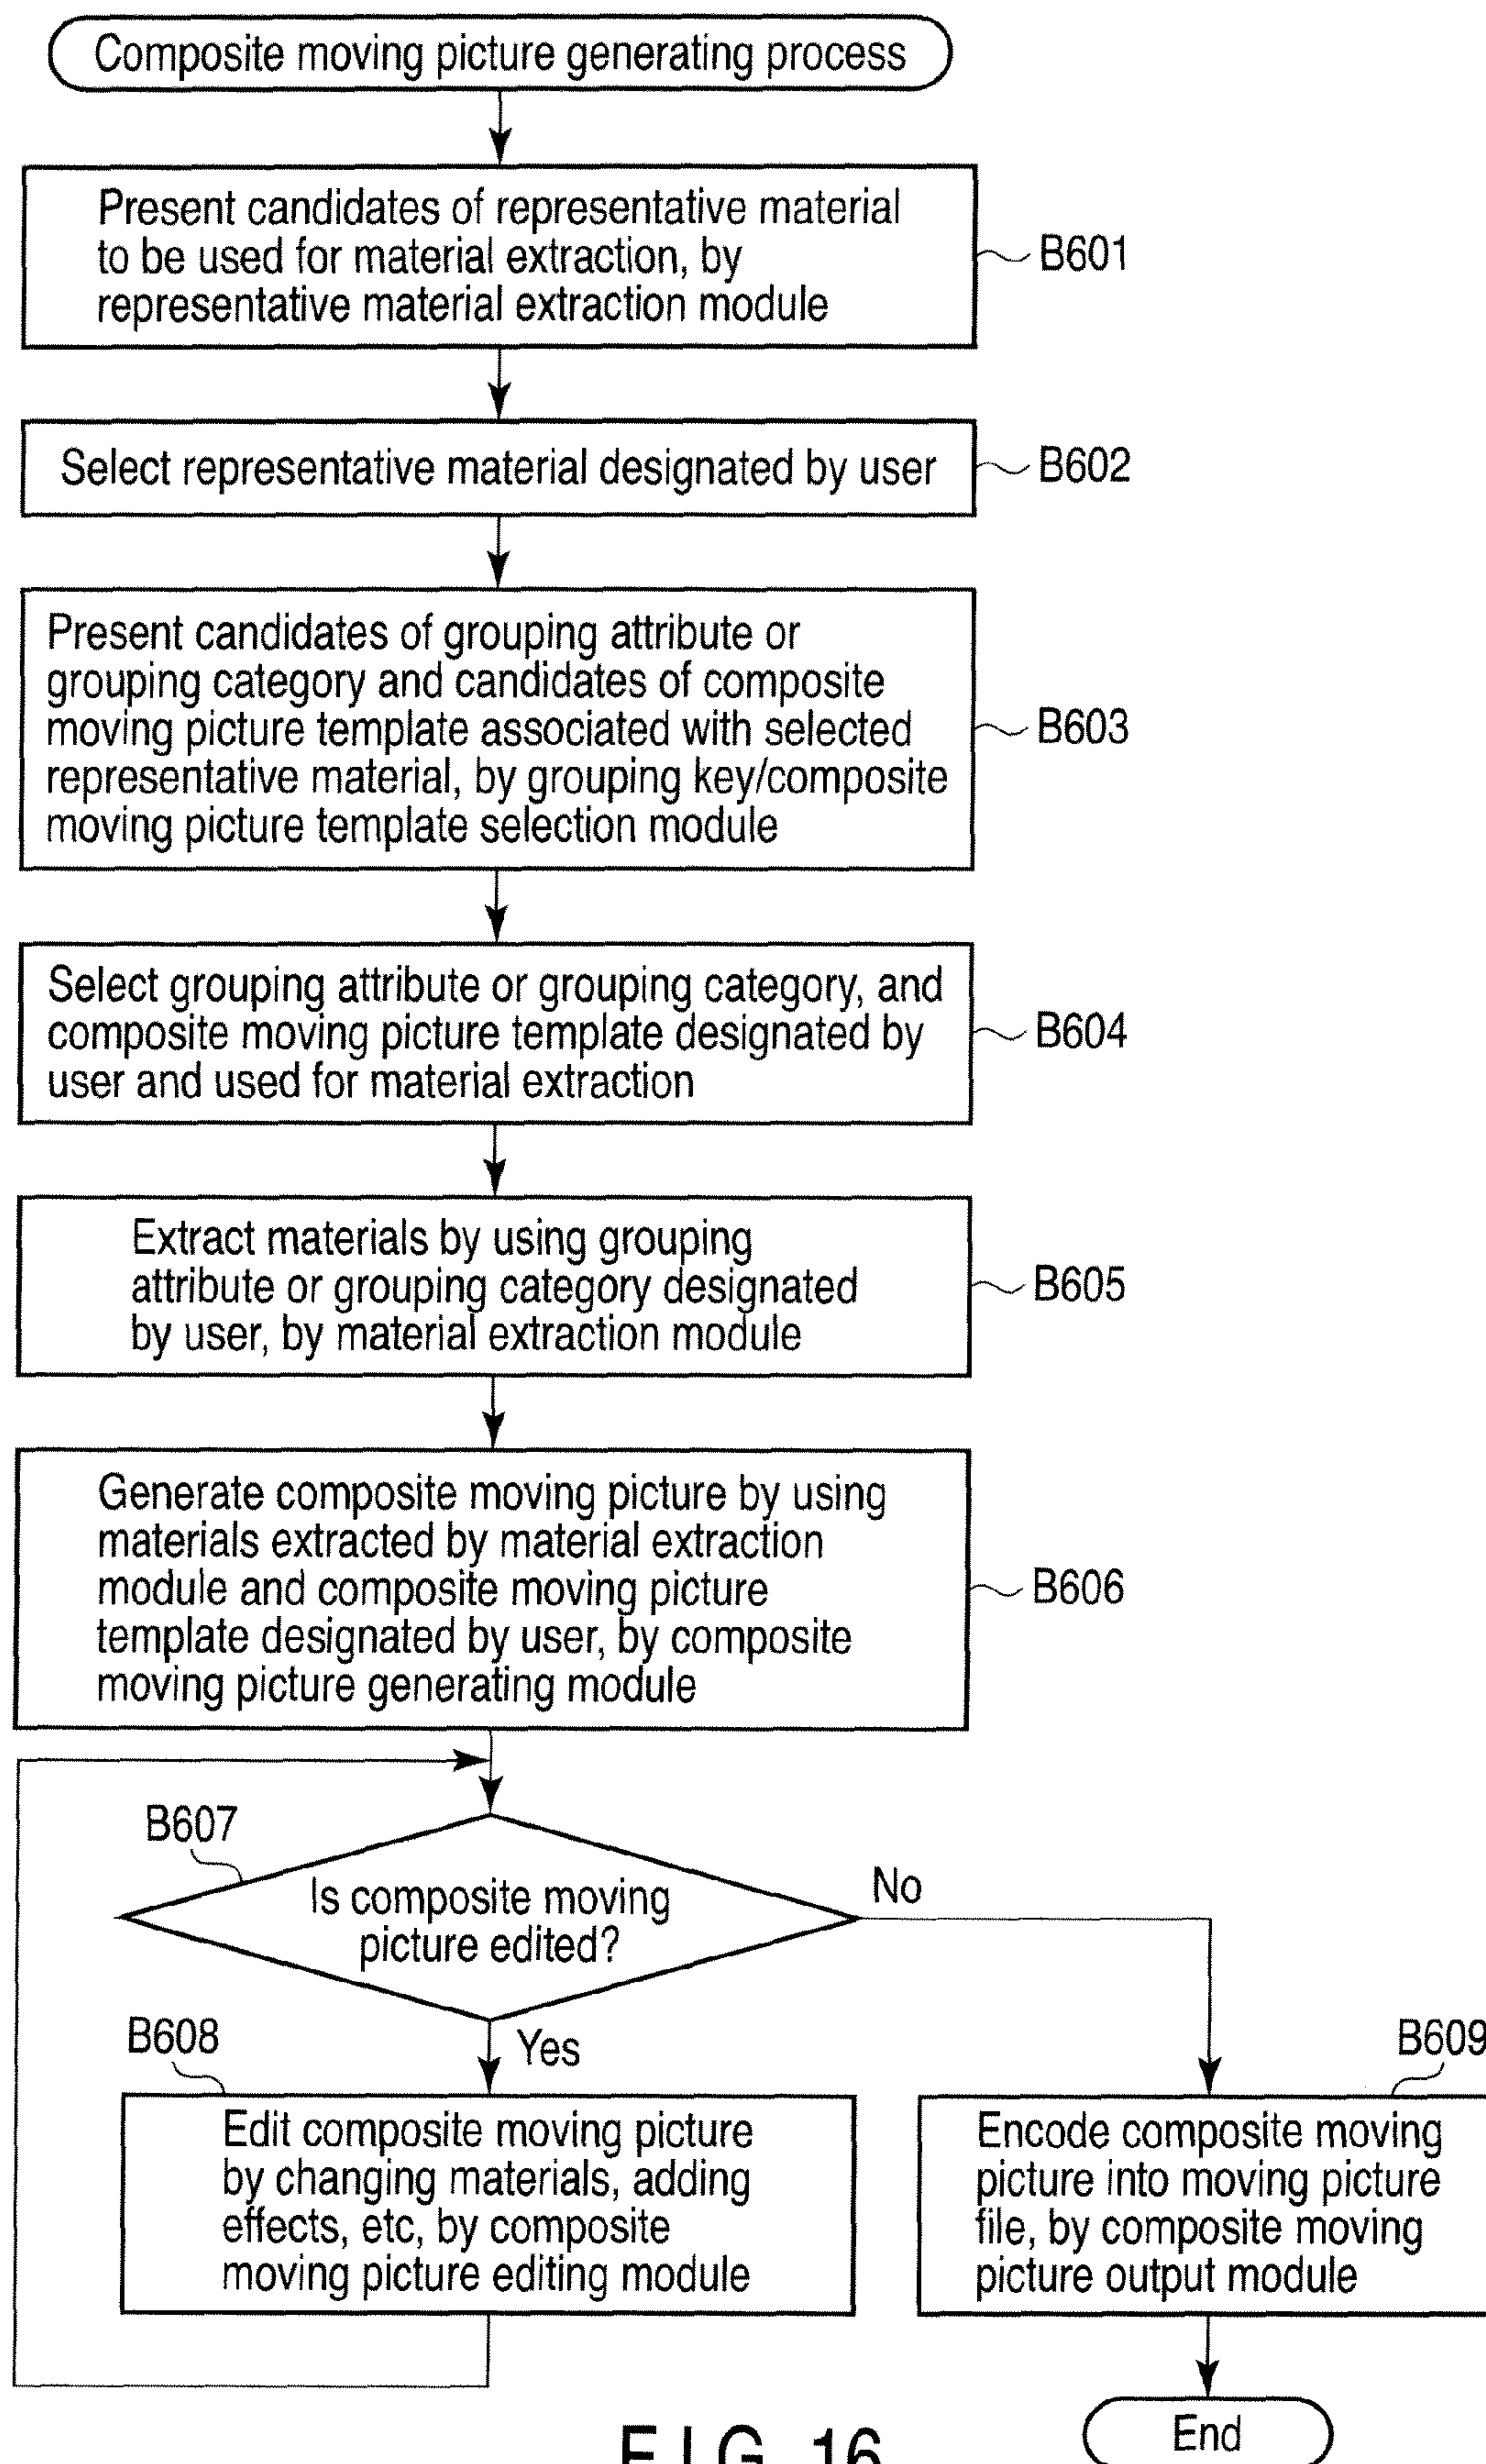 Composite moving picture generating process
Present candidates of representative material
to be used for material extraction, by
representative material extraction module
B601
Select representative material designated by user
B602
Present candidates of grouping attribute or
grouping category and candidates of composite
moving picture template associated with selected
representative material, by grouping key/composite
moving picture template selection module
B603
Select grouping attribute or grouping category, and
composite moving picture template designated by
user and used for material extraction
B604
Extract materials by using grouping
attribute or grouping category designated
by user, by material extraction module
B605
Generate composite moving picture by using
materials extracted by material extraction
module and composite moving picture
template designated by user, by composite
moving picture generating module
B606
B607
Is composite moving
picture edited?
No
Yes
B608
Edit composite moving picture
by changing materials, adding
effects, etc, by composite
moving picture editing module
B609
Encode composite moving
picture into moving picture
file, by composite moving
picture output module
End
FIG. 16